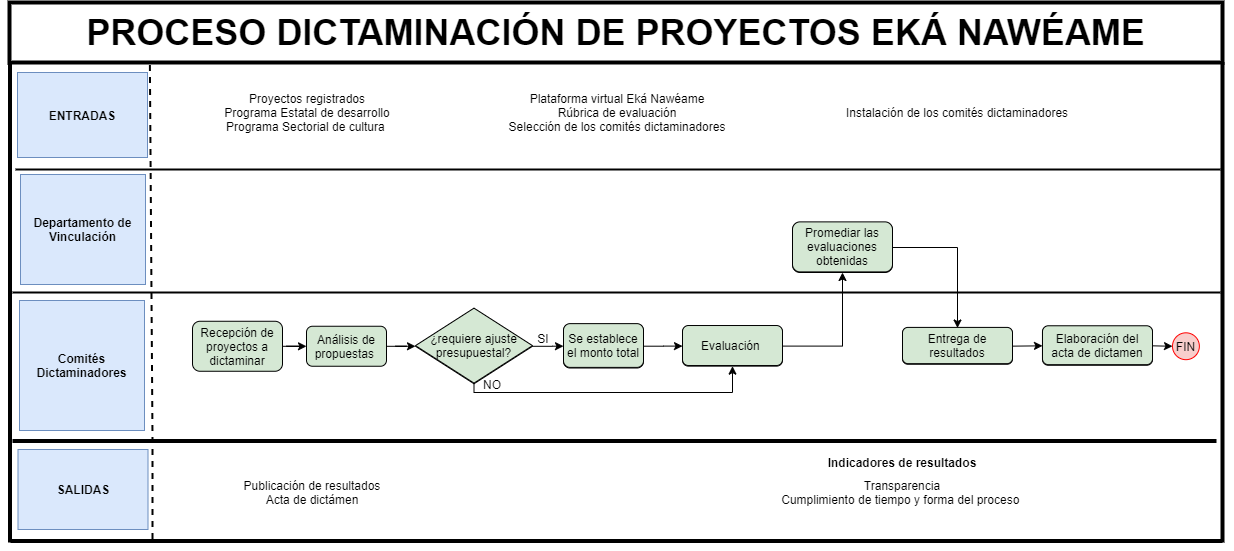 PROCESO DICTAMINACIÓN DE PROYECTOS EKÁ NAWÉAME
ENTRADAS
Proyectos registrados
Programa Estatal de desarrollo
Programa Sectorial de cultura
Plataforma virtual Eká Nawéame
Rúbrica de evaluación
Selección de los comités dictaminadores
Instalación de los comités dictaminadores
Departamento de
Vinculación
Promediar las
evaluaciones
obtenidas
Comités
Dictaminadores
Recepción de
proyectos a
dictaminar
Análisis de
propuestas
¿requiere ajuste
presupuestal?
SI
NO
Se establece
el monto total
Evaluación
Entrega de
resultados
Elaboración del
acta de dictamen
FIN
SALIDAS
Publicación de resultados
Acta de dictámen
Indicadores de resultados
Transparencia
Cumplimiento de tiempo y forma del proceso